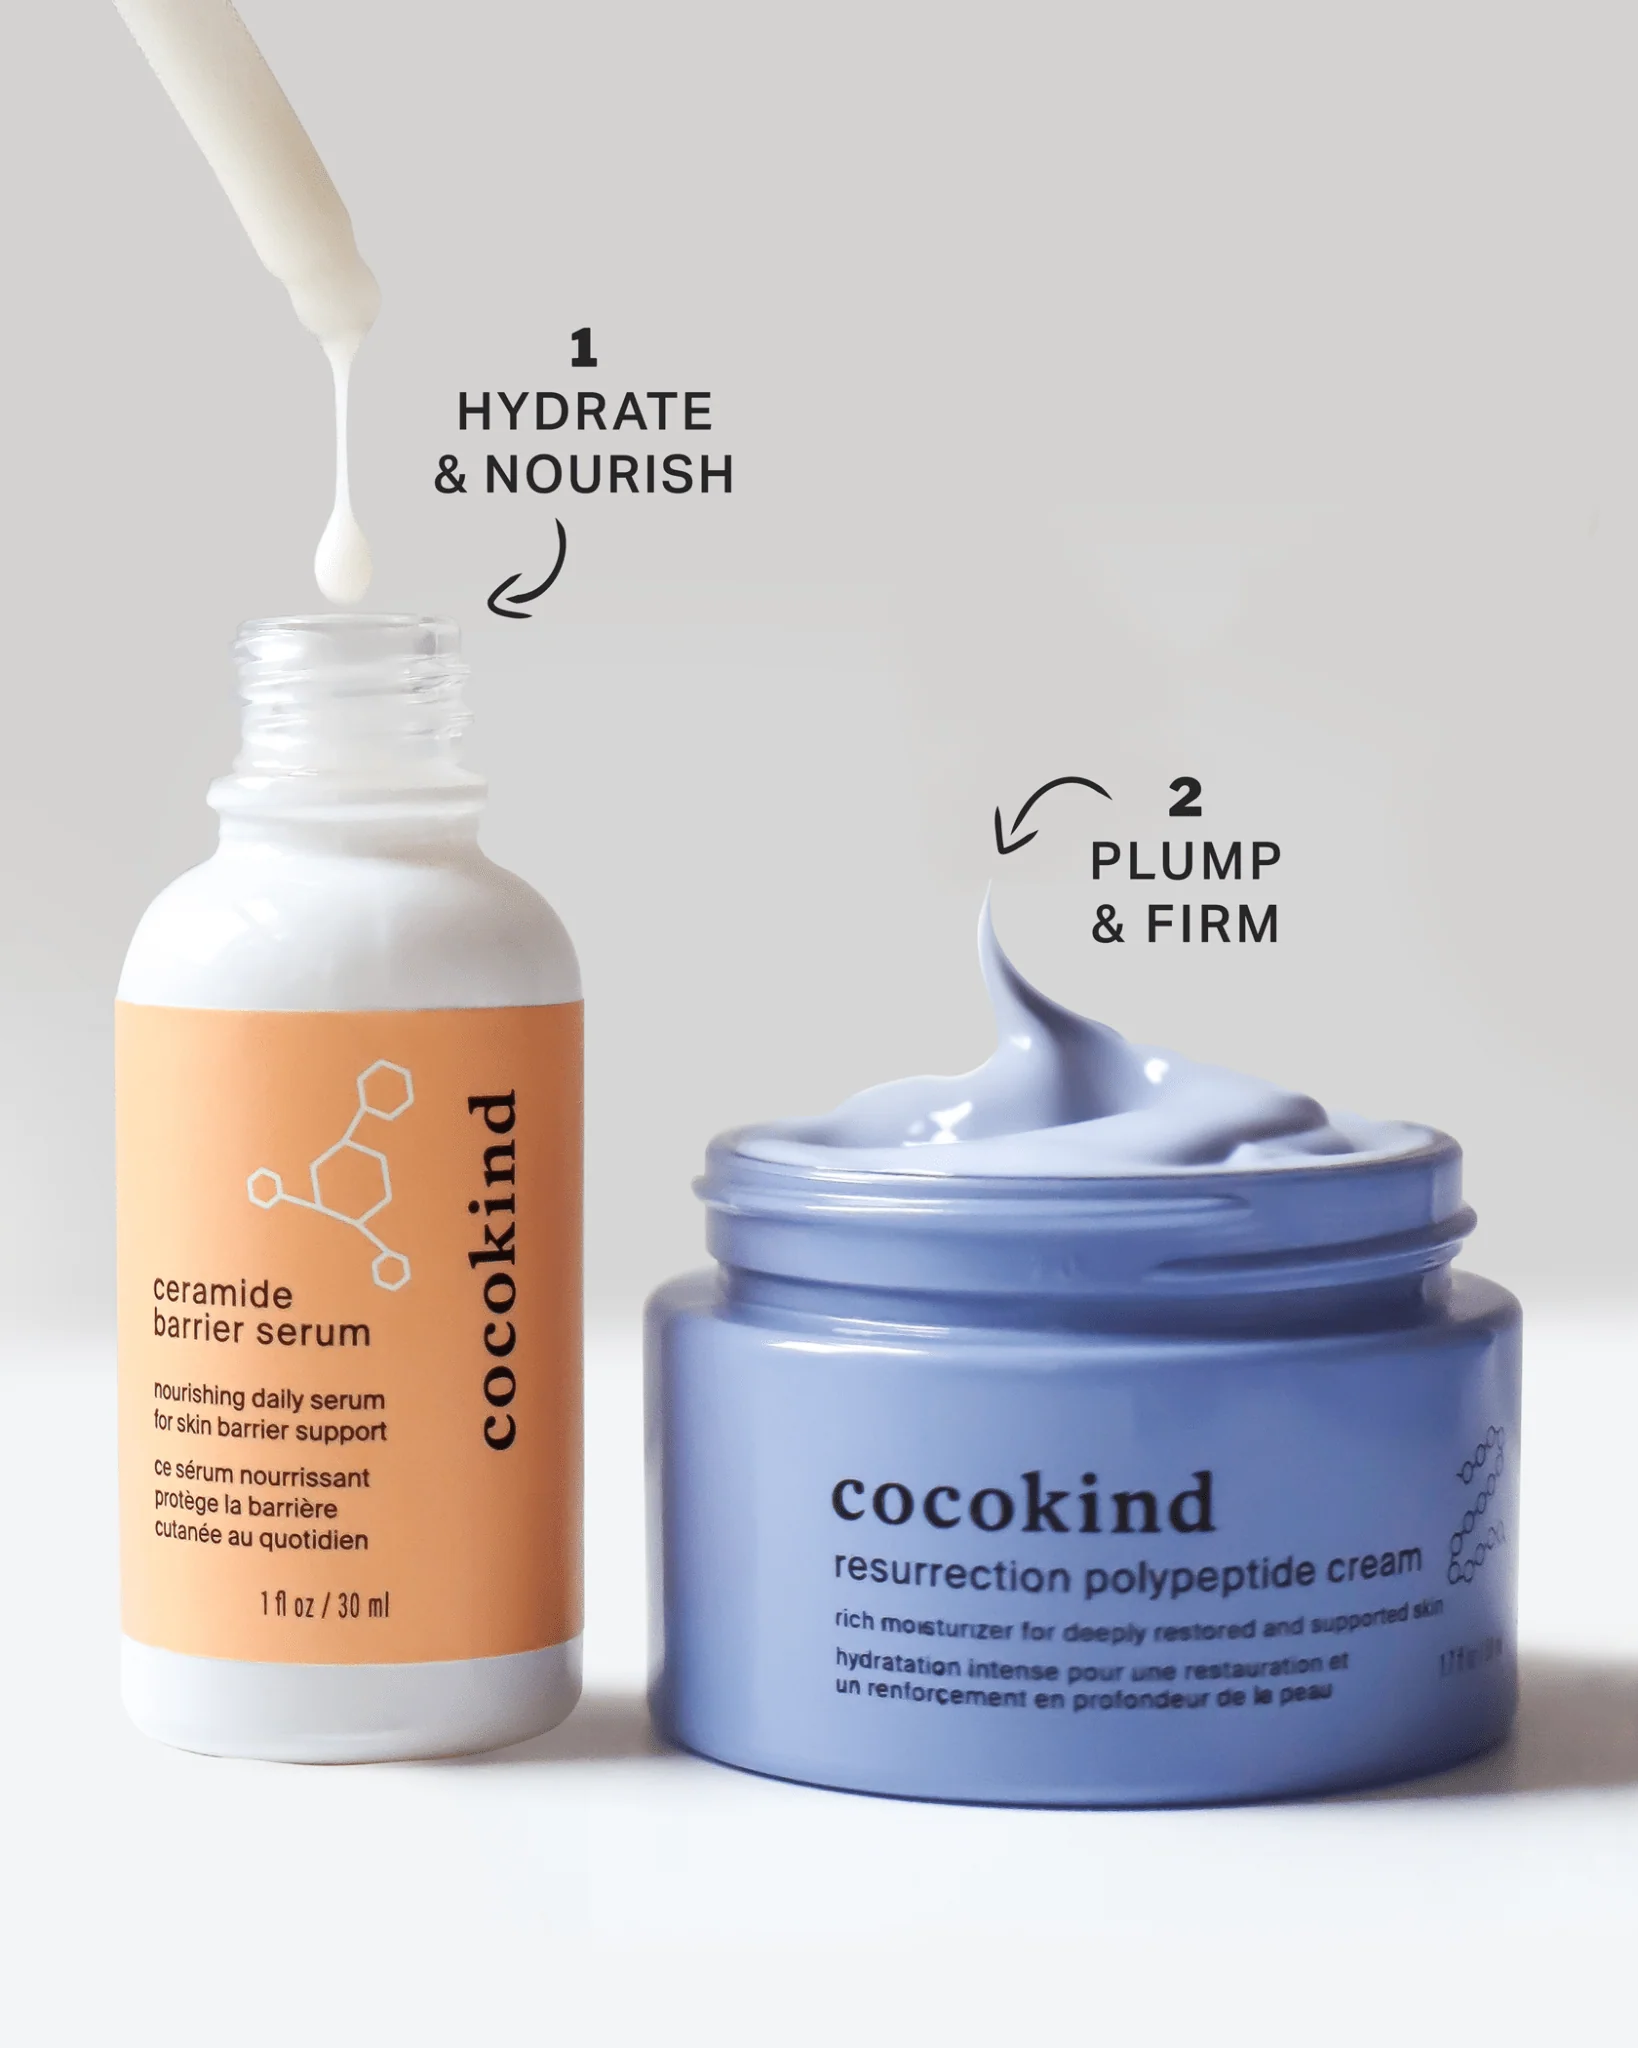 1
HYDRATE
& NOURISH
2
PLUMP
& FIRM
cocokind
ceramide
barrier serum
nourishing daily serum
for skin barrier support
ce sérum nourrissant
protège la barrière
cutanée au quotidien
1 fl oz / 30 ml
cocokind
resurrection polypeptide cream
rich moisturizer for deeply restored and supported skin
hydratation intense pour une restauration et
un renforcement en profondeur de la peau